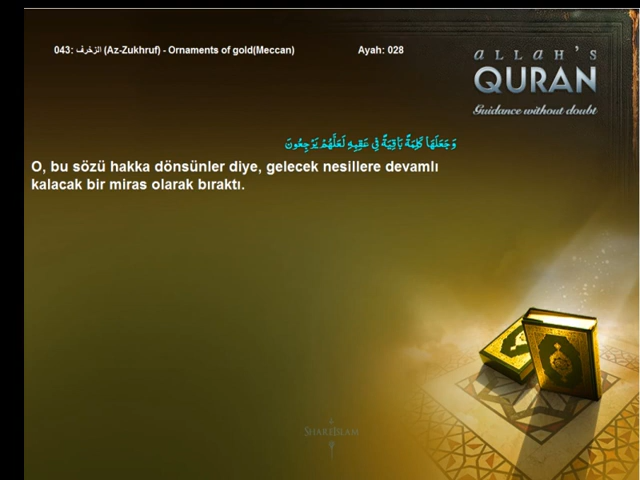 043: الزخرف (Az-Zukhruf) - Ornaments of gold(Meccan) Ayah: 028
ALLAH'S
QURAN
Guidance without doubt
وَجَعَلَهَا كَلِمَةً بَاقِيَةً فِي عَقِبِهِ لَعَلَّهُمْ يَرْجِعُونَ
O, bu sözü hakka dönsünler diye, gelecek nesillere devamlı
kalacak bir miras olarak bıraktı.
SHAREISLAM